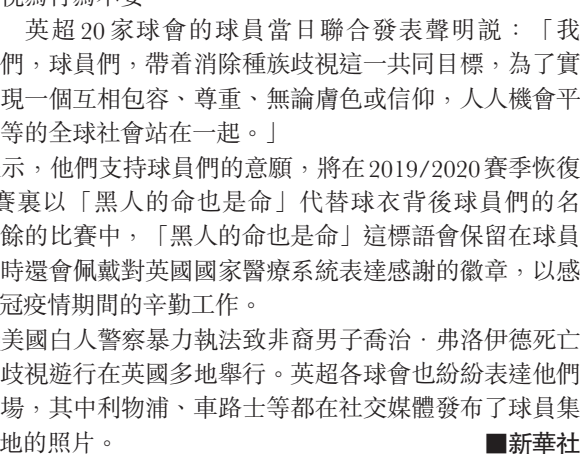 英超20家球會的球員當日聯合發表聲明説：「我
們，球員們，帶着消除種族歧視這一共同目標，為了實
現一個互相包容、尊重、無論膚色或信仰，人人機會平
等的全球社會站在一起。」
示，他們支持球員們的意願，將在2019/2020賽季恢復
賽裏以「黑人的命也是命」代替球衣背後球員們的名
餘的比賽中，「黑人的命也是命」這標語會保留在球員
時還會佩戴對英國國家醫療系統表達感謝的徽章，以感
冠疫情期間的辛勤工作。
美國白人警察暴力執法致非裔男子喬治．弗洛伊德死亡
歧視遊行在英國多地舉行。英超各球會也紛紛表達他們
場，其中利物浦、車路士等都在社交媒體發布了球員集
地的照片。 ■新華社